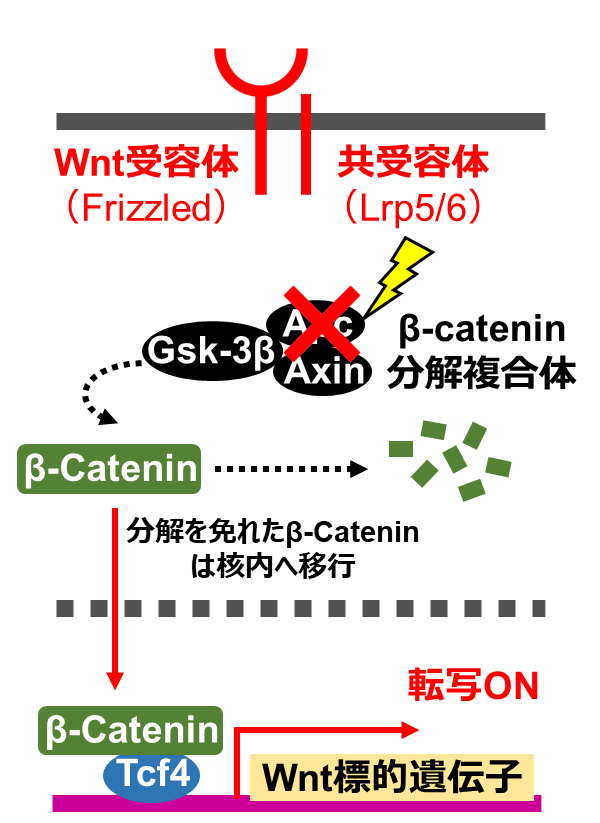 Wnt受容体
（Frizzled）
共受容体
（Lrp5/6）
Gsk-3β
Axin
β-catenin
分解複合体
β-Catenin
分解を免れたβ-Catenin
は核内へ移行
転写ON
β-Catenin
Tcf4
Wnt標的遺伝子